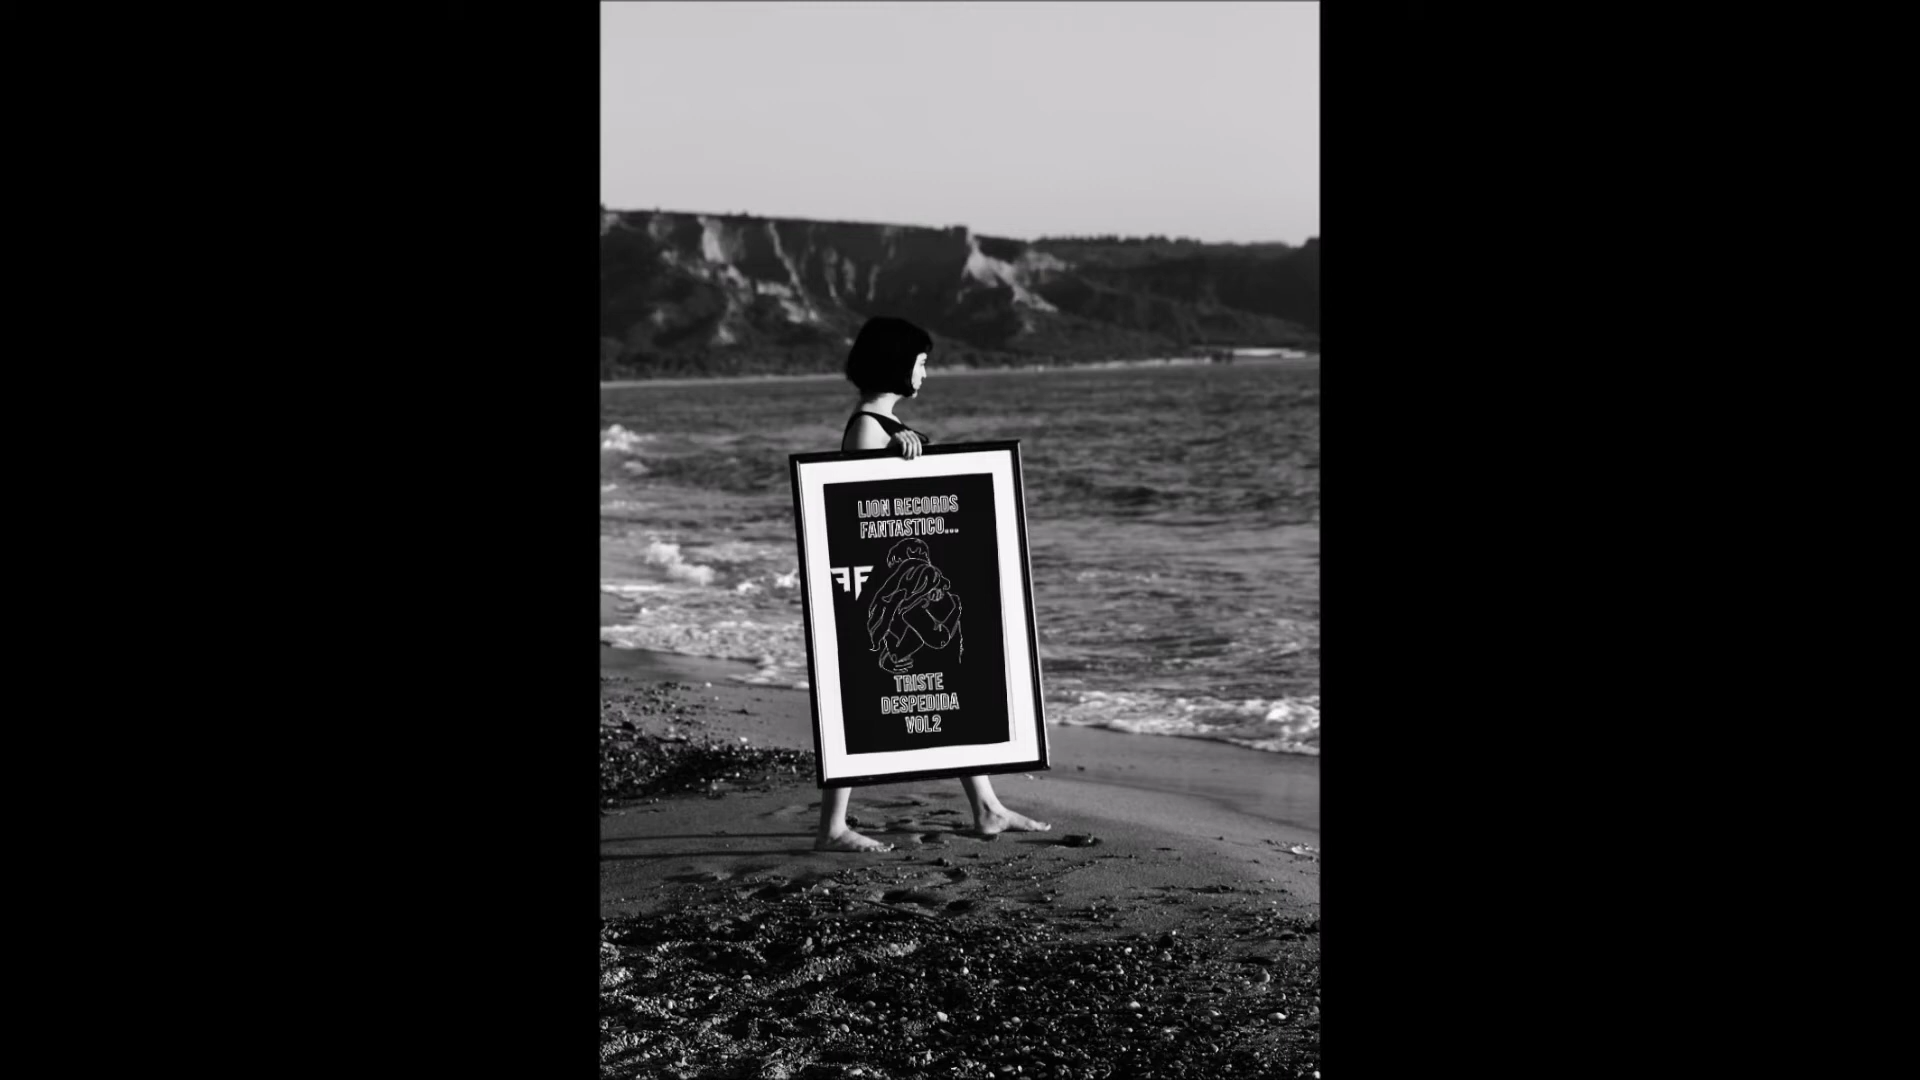 LION RECORDS
FANTASTICO...
FF
TRISTE
DESPEDIDA
VOL2